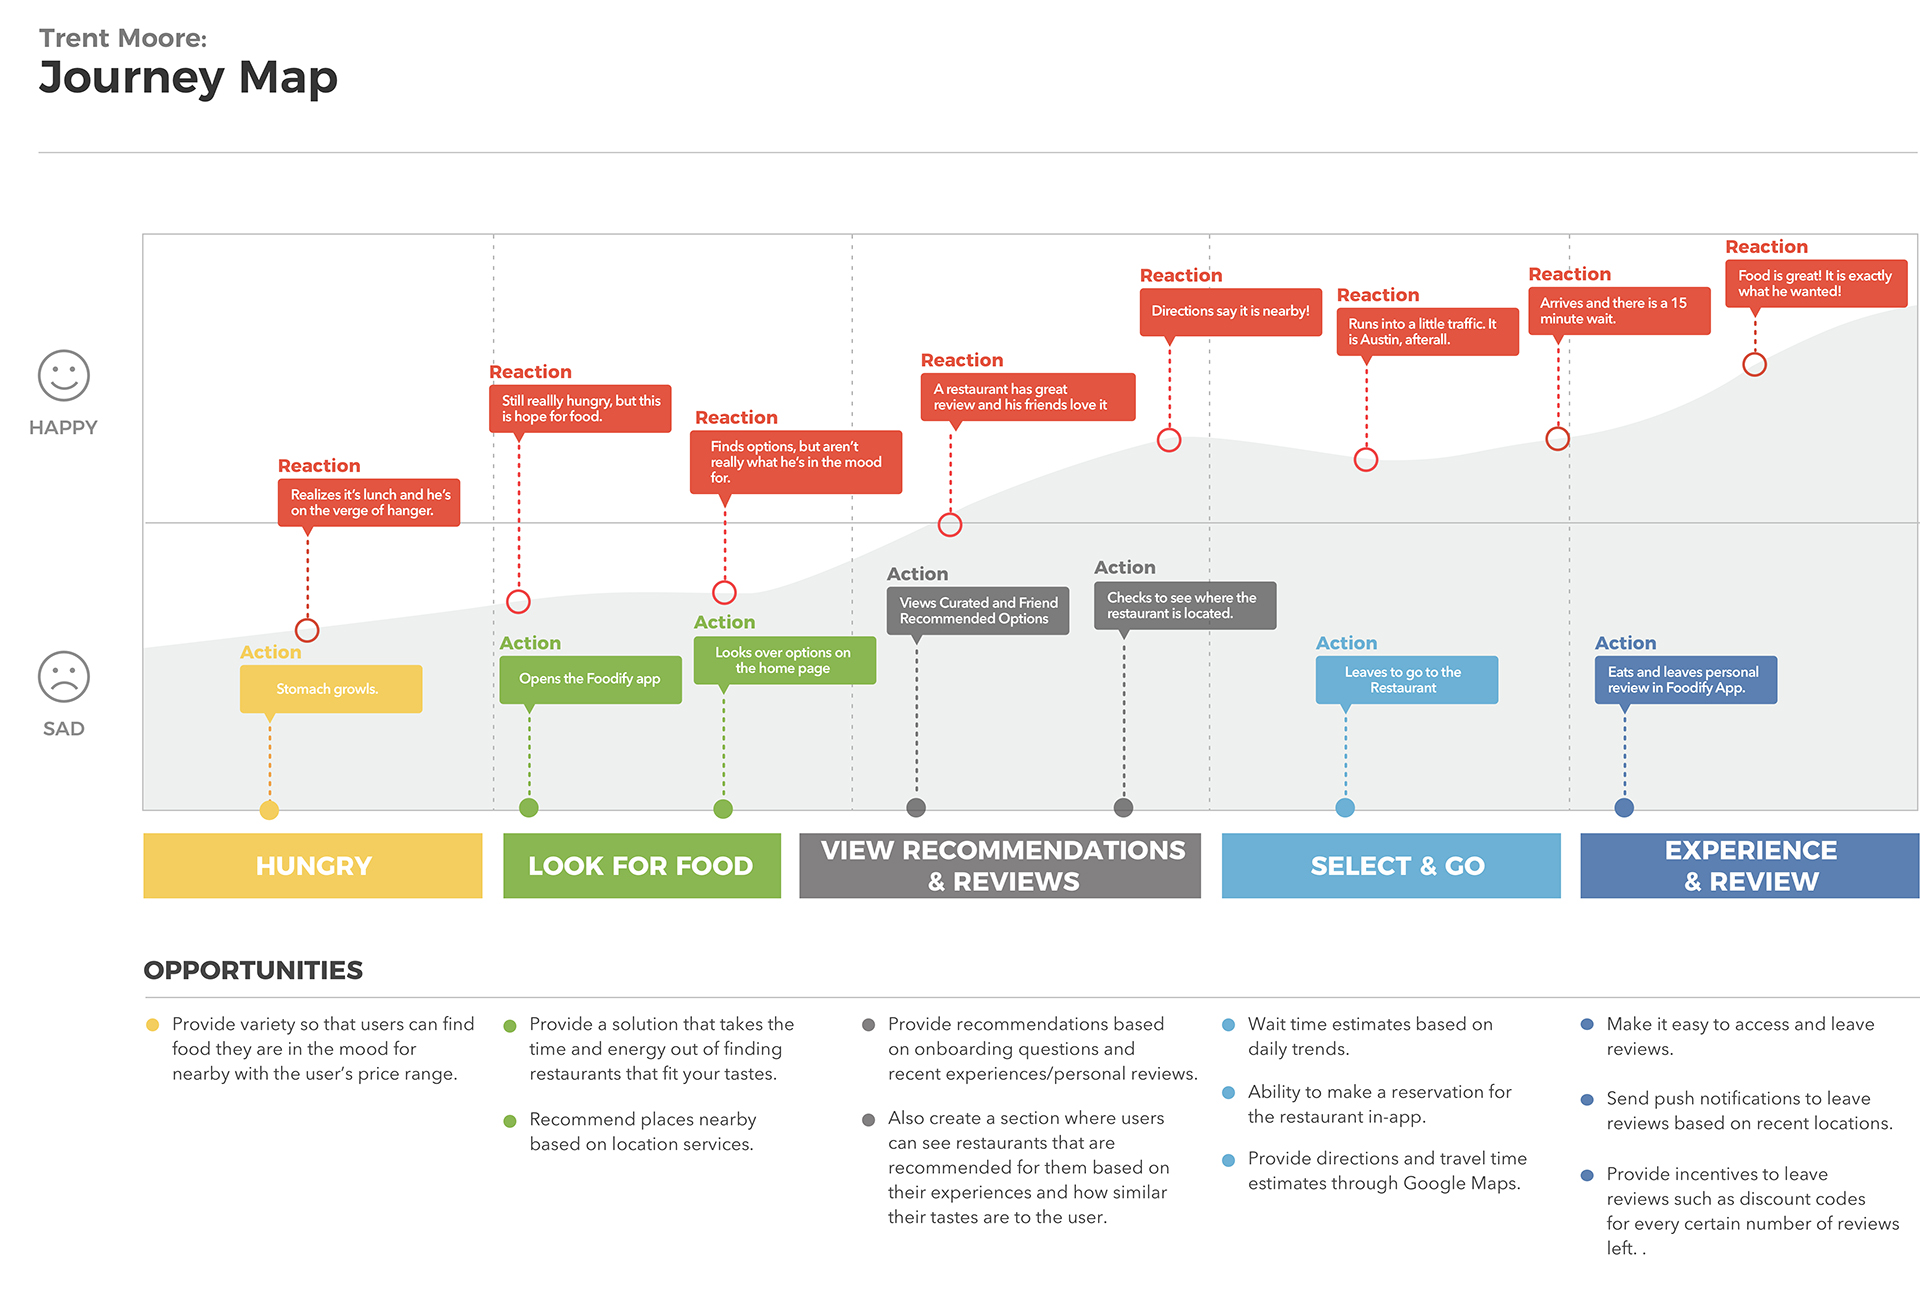 Trent Moore:
Journey Map
HAPPY
SAD
Reaction
Realizes it's lunch and he's
on the verge of hanger.
Action
Stomach growls.
Reaction
Still reallly hungry, but this
is hope for food.
Action
Opens the Foodify app
Reaction
Finds options, but aren't
really what he's in the mood
for.
Action
Looks over options on
the home page
Reaction
A restaurant has great
review and his friends love it
Action
Views Curated and Friend
Recommended Options
Reaction
Directions say it is nearby!
Action
Checks to see where the
restaurant is located.
Reaction
Runs into a little traffic. It
is Austin, afterall.
Action
Leaves to go to the
Restaurant
Reaction
Arrives and there is a 15
minute wait.
Action
Eats and leaves personal
review in Foodify App.
Reaction
Food is great! It is exactly
what he wanted!
HUNGRY
LOOK FOR FOOD
VIEW RECOMMENDATIONS
& REVIEWS
SELECT & GO
EXPERIENCE
& REVIEW
OPPORTUNITIES
Provide variety so that users can find
food they are in the mood for
nearby with the user's price range.
Provide a solution that takes the
time and energy out of finding
restaurants that fit your tastes.
Recommend places nearby
based on location services.
Provide recommendations based
on onboarding questions and
recent experiences/personal reviews.
Also create a section where users
can see restaurants that are
recommended for them based on
their experiences and how similar
their tastes are to the user.
Wait time estimates based on
daily trends.
Ability to make a reservation for
the restaurant in-app.
Provide directions and travel time
estimates through Google Maps.
Make it easy to access and leave
reviews.
Send push notifications to leave
reviews based on recent locations.
Provide incentives to leave
reviews such as discount codes
for every certain number of reviews
left. .